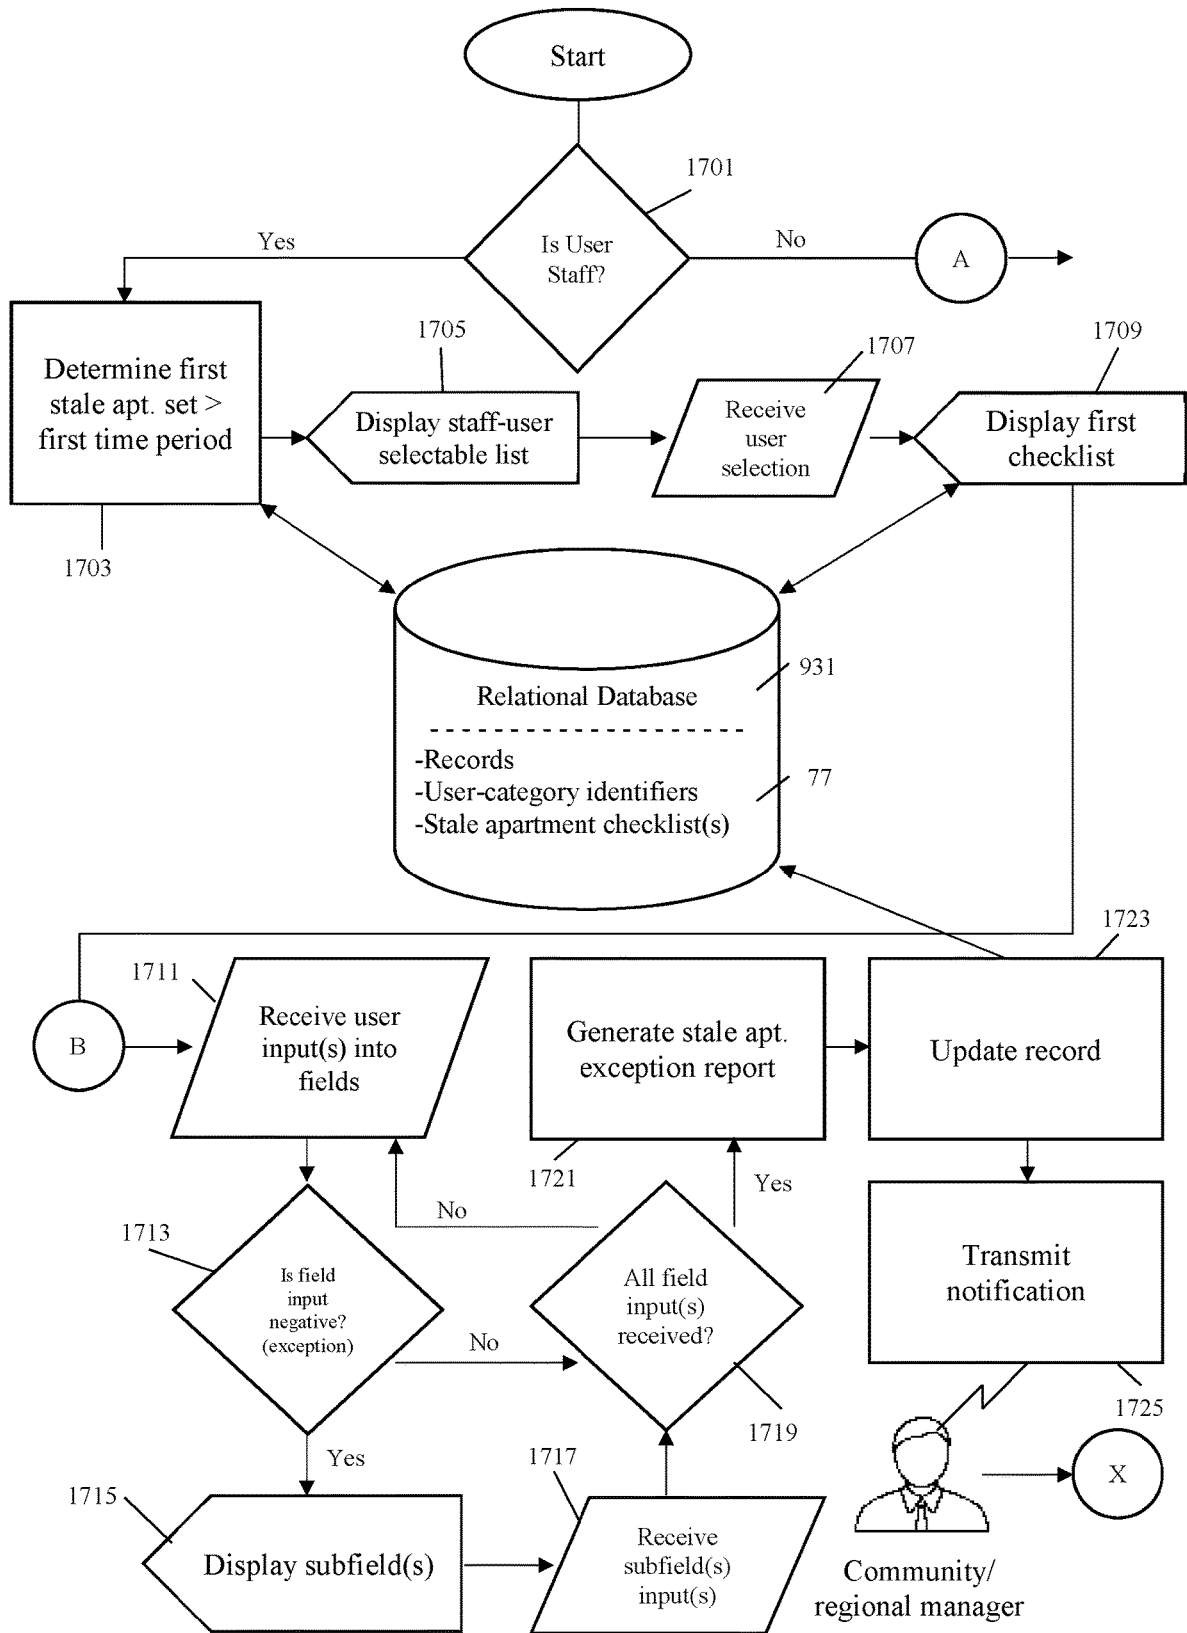 Start
1701
Yes
Is User
Staff?
No
A
1705
1707
1709
Determine first
stale apt. set >
first time period
Display staff-user
selectable list
Receive
user
selection
Display first
checklist
1703
931
Relational Database
-Records
77
-User-category identifiers
-Stale apartment checklist(s)
1723
1711
B
Receive user
input(s) into
fields
Generate stale apt.
exception report
Update record
1721
Yes
No
1713
Is field
input
negative?
(exception)
All field
input(s)
received?
Transmit
notification
No
1719
1725
Yes
1717
X
1715
Display subfield(s)
Receive
subfield(s)
input(s)
Community/
regional manager